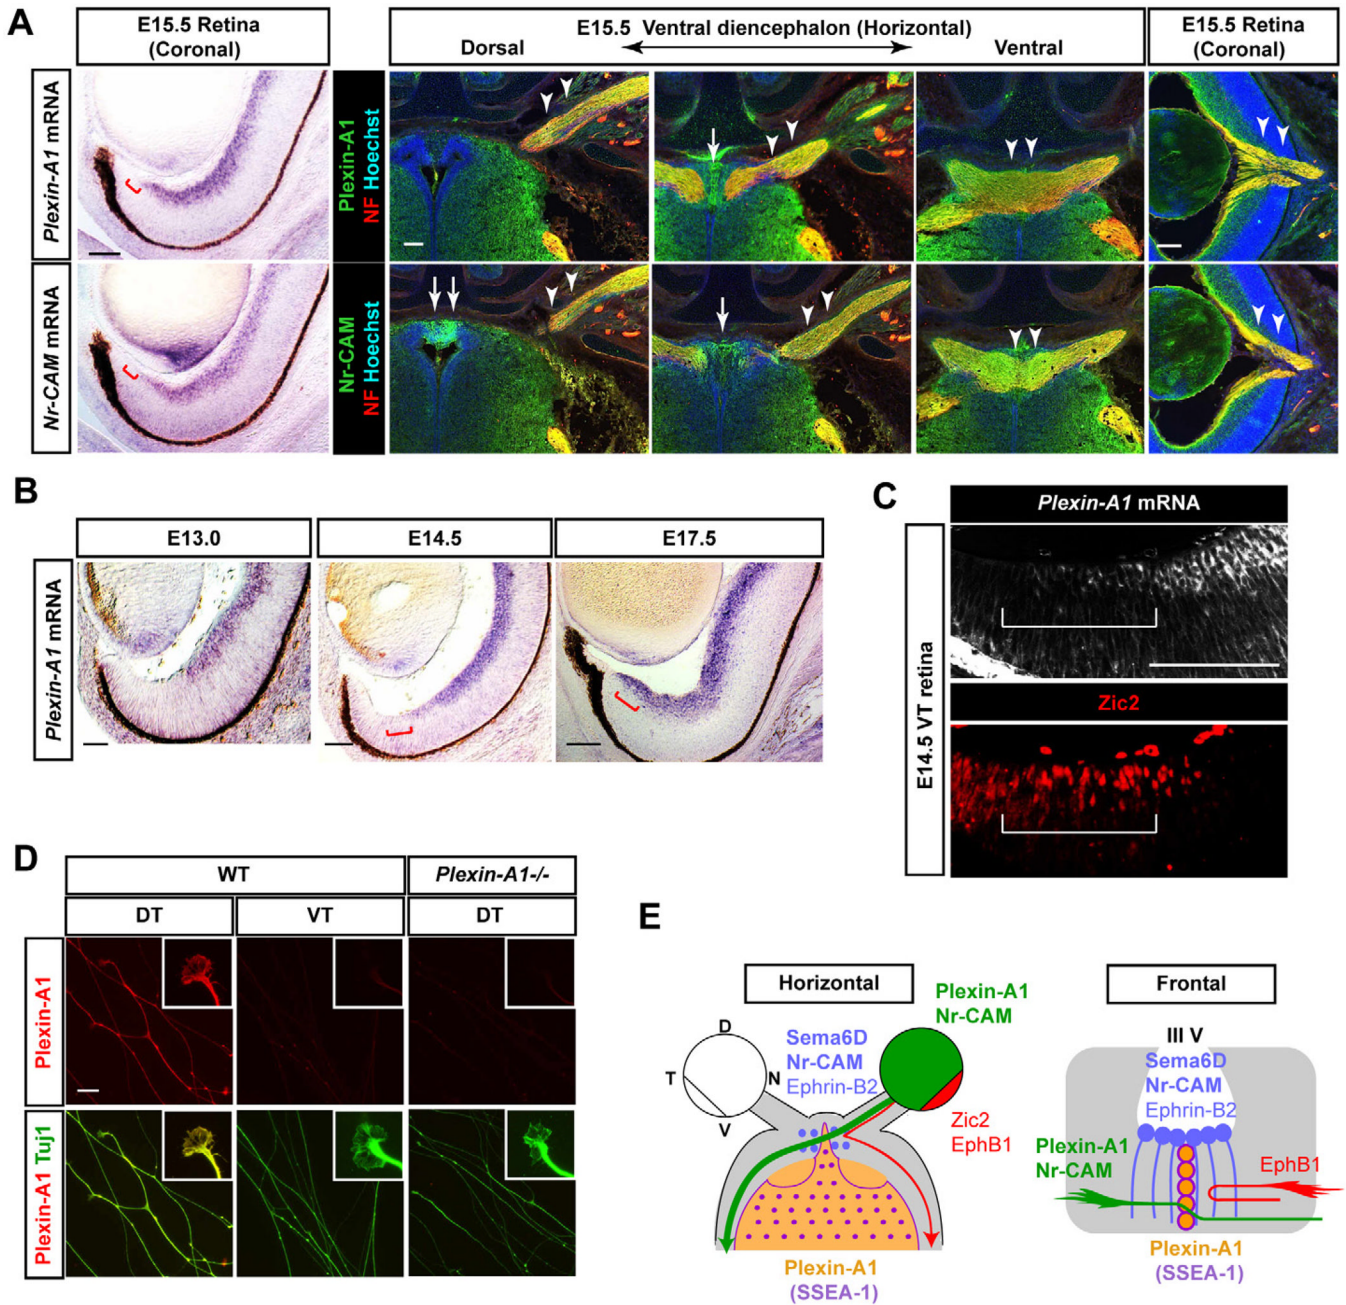 A
E15.5 Retina
(Coronal)
E15.5 Ventral diencephalon (Horizontal)
Dorsal
Ventral
E15.5 Retina
(Coronal)
Plexin-A1 mRNA
Plexin-A1
NF Hoechst
Nr-CAM mRNA
Nr-CAM
NF Hoechst
B
E13.0
E14.5
E17.5
Plexin-A1 mRNA
C
Plexin-A1 mRNA
Zic2
E14.5 VT retina
D
WT
Plexin-A1-/-
DT
VT
DT
Plexin-A1
Plexin-A1 Tuj1
E
Horizontal
Plexin-A1
Nr-CAM
D
T
N
V
Sema6D
Nr-CAM
Ephrin-B2
Zic2
EphB1
Plexin-A1
(SSEA-1)
Frontal
III V
Sema6D
Nr-CAM
Ephrin-B2
Plexin-A1
Nr-CAM
EphB1
Plexin-A1
(SSEA-1)